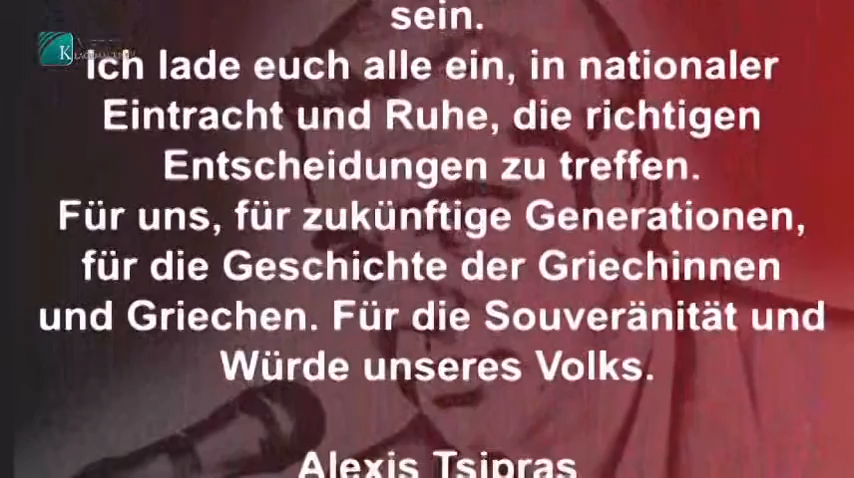 sein.
Ich lade euch alle ein, in nationaler
Eintracht und Ruhe, die richtigen
Entscheidungen zu treffen.
Für uns, für zukünftige Generationen,
für die Geschichte der Griechinnen
und Griechen. Für die Souveränität und
Würde unseres Volks.
Alexis Tsipras